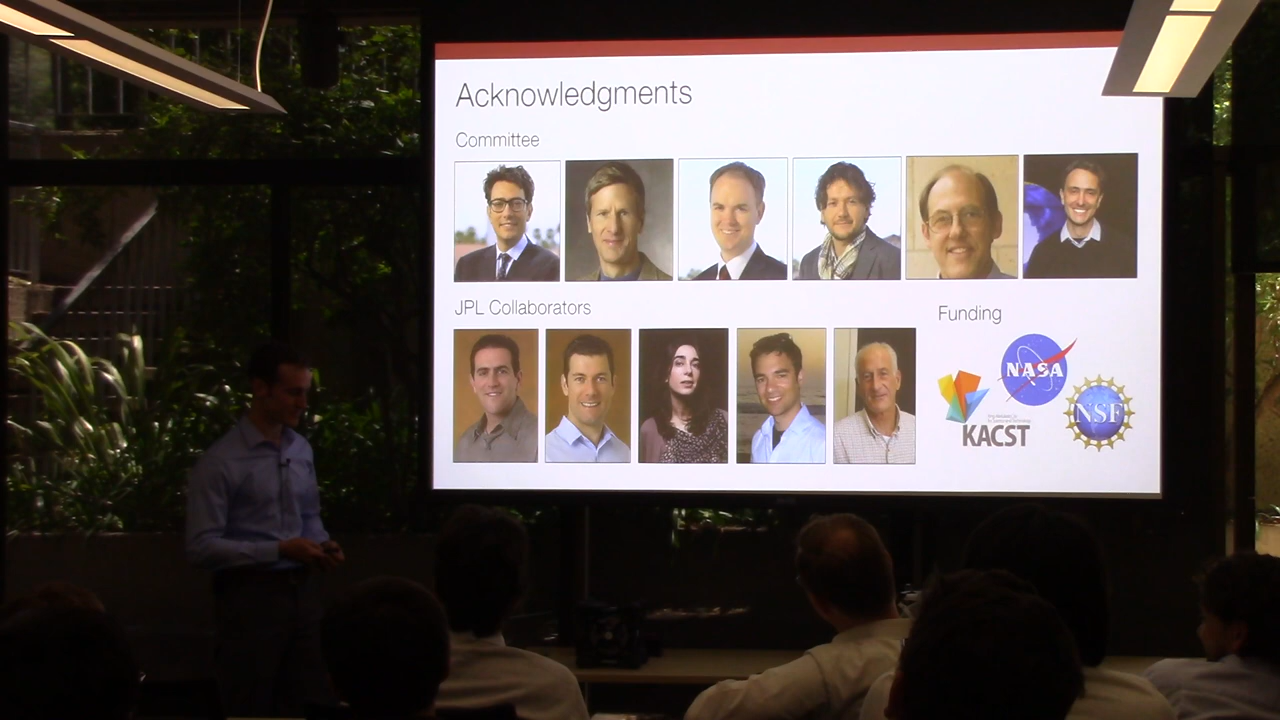 Acknowledgments
Committee
JPL Collaborators
Funding
NASA
NSF
KACST